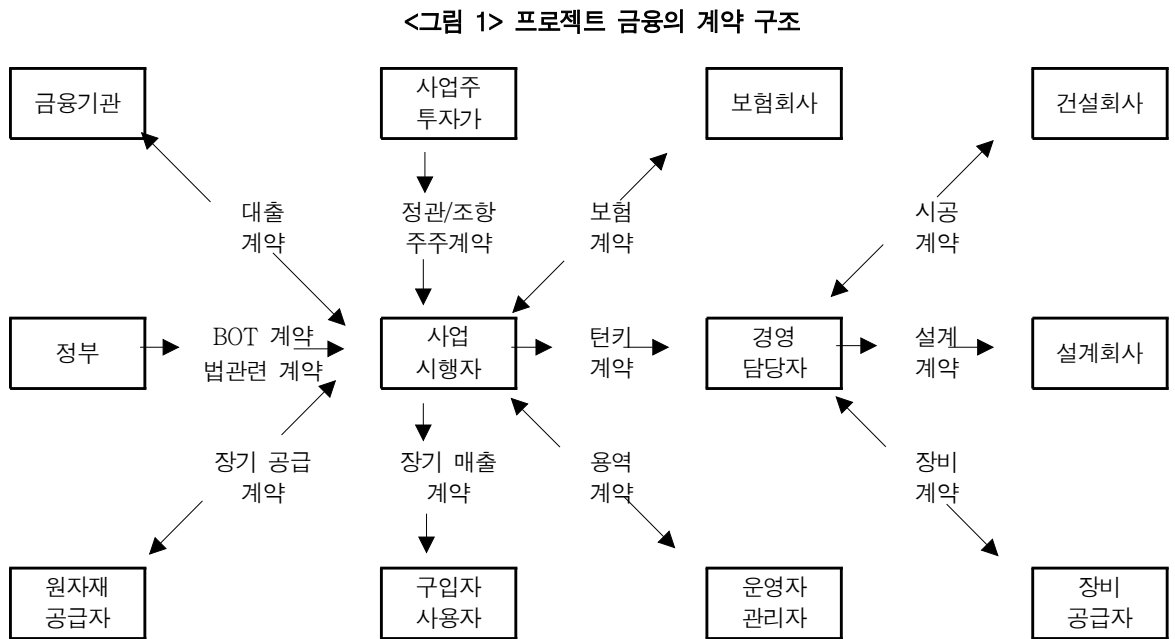 <그림 1> 프로젝트 금융의 계약 구조
금융기관
사업주
투자가
보험회사
건설회사
대출
계약
정관/조항
주주계약
보험
계약
시공
계약
정부
BOT 계약
법관련 계약
사업
시행자
턴키
계약
경영
담당자
설계
계약
설계회사
장기 공급
계약
장기 매출
계약
용역
계약
장비
계약
원자재
공급자
구입자
사용자
운영자
관리자
장비
공급자